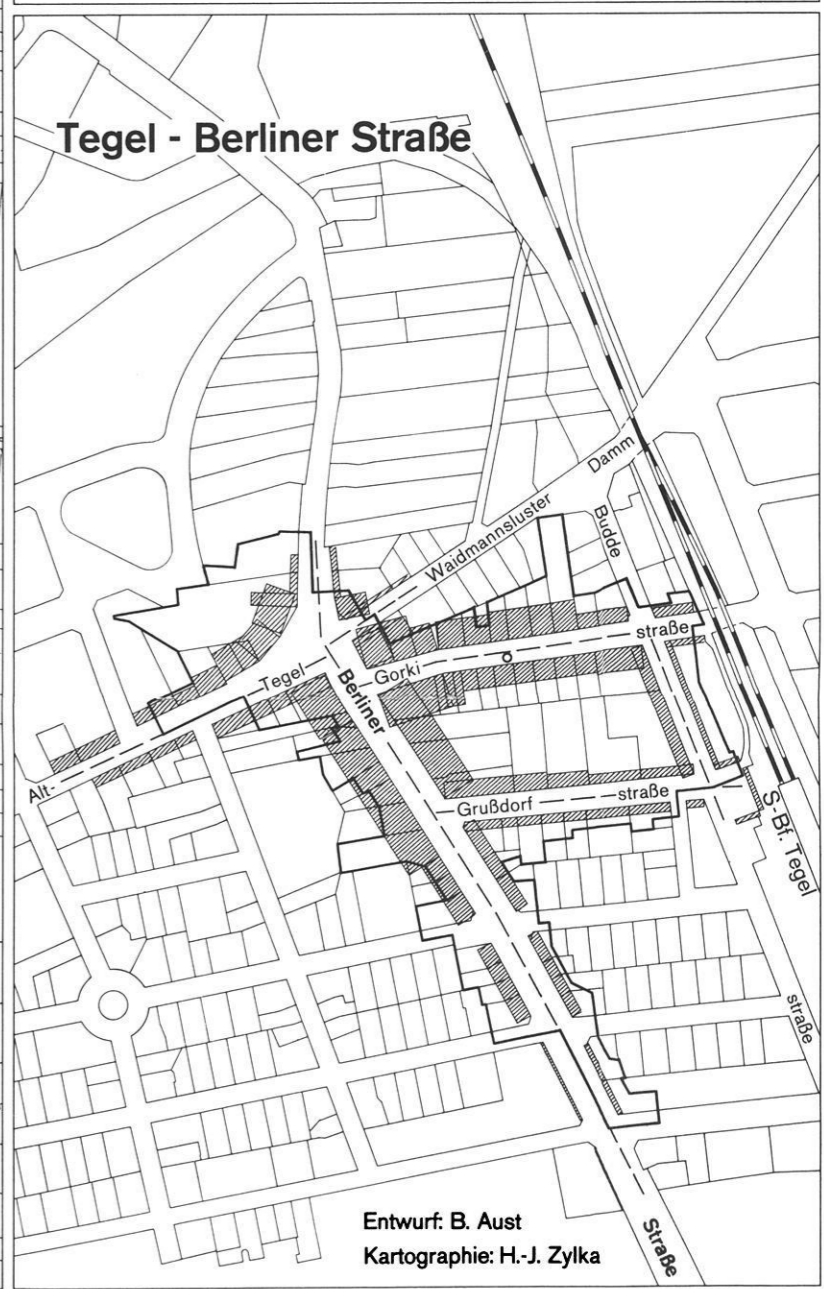 Tegel - Berliner Straße
Waidmannsluster Damm
Budde
straße
Gorki
Alt-
Tegel
Berliner
Grußdorf
straße
S-Bf. Tegel
straße
Straße
Entwurf: B. Aust
Kartographie: H.-J. Zylka